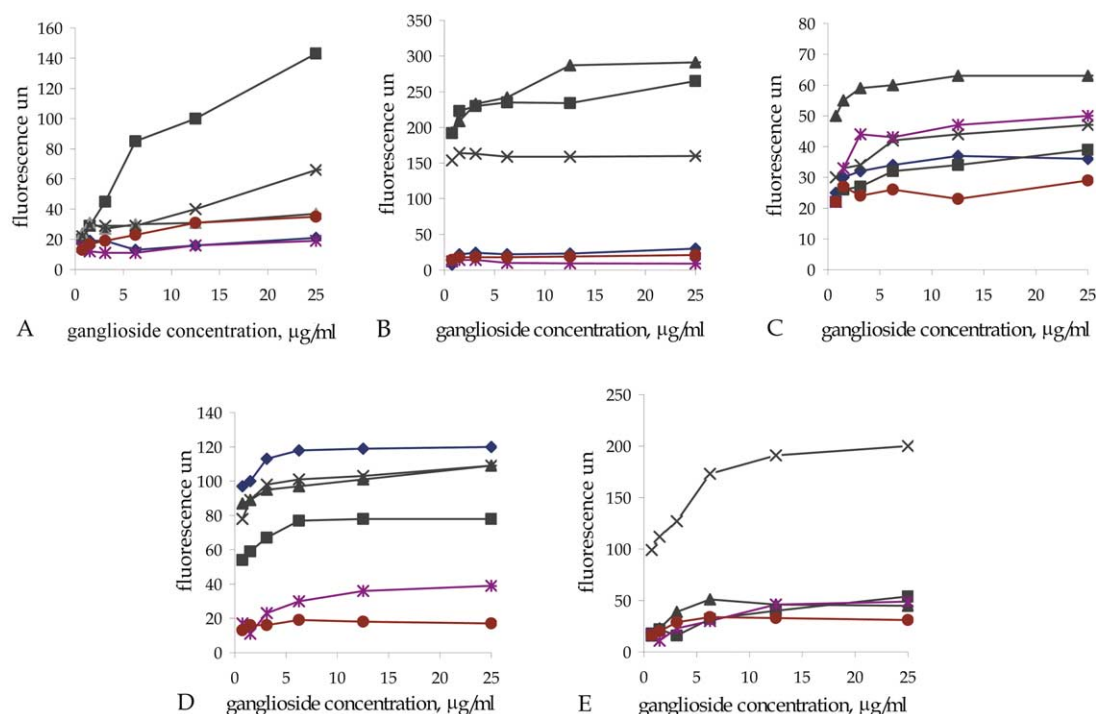 160
140
120
100
80
60
40
20
0
fluorescence un
0 5 10 15 20 25
A ganglioside concentration, µg/ml
350
300
250
200
150
100
50
0
fluorescence un
0 5 10 15 20 25
B ganglioside concentration, µg/ml
80
70
60
50
40
30
20
10
0
fluorescence un
0 5 10 15 20 25
C ganglioside concentration, µg/ml
140
120
100
80
60
40
20
0
fluorescence un
0 5 10 15 20 25
D ganglioside concentration, µg/ml
250
200
150
100
50
0
fluorescence un
0 5 10 15 20 25
E ganglioside concentration, µg/ml